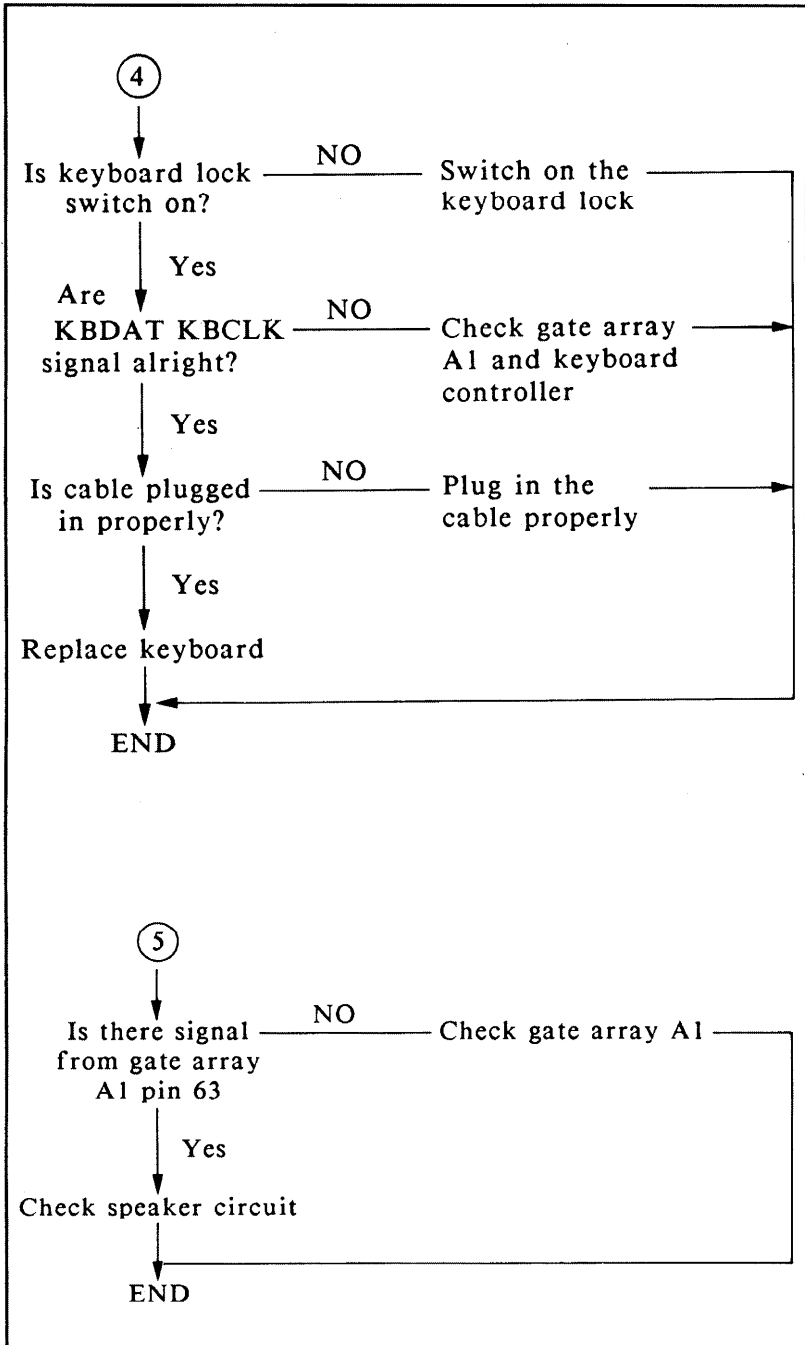 4
Is keyboard lock
switch on?
NO
Switch on the
keyboard lock
Yes
Are
KBDAT KBCLK
signal alright?
NO
Check gate array
A1 and keyboard
controller
Yes
Is cable plugged
in properly?
NO
Plug in the
cable properly
Yes
Replace keyboard
END
5
Is there signal
from gate array
A1 pin 63
NO
Check gate array A1
Yes
Check speaker circuit
END